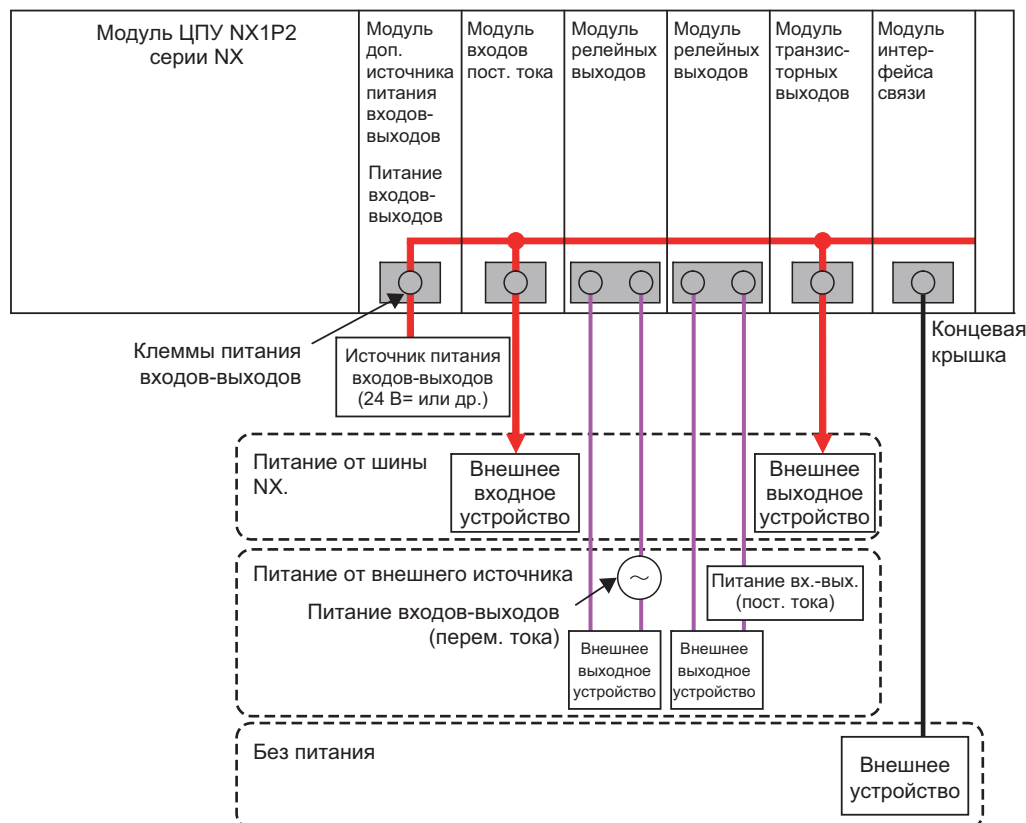 Модуль ЦПУ NX1P2
серии NX
Модуль
доп.
источника
питания
входов-
выходов
Питание
входов-
выходов
Модуль
входов
пост. тока
Модуль
релейных
выходов
Модуль
релейных
выходов
Модуль
транзис-
торных
выходов
Модуль
интер-
фейса
связи
Клеммы питания
входов-выходов
Источник питания
входов-выходов
(24 В= или др.)
Концевая
крышка
Питание от шины
NX.
Внешнее
входное
устройство
Внешнее
выходное
устройство
Питание от внешнего источника
Питание входов-выходов
(перем. тока)
Питание вх.-вых.
(пост. тока)
Внешнее
выходное
устройство
Внешнее
выходное
устройство
Без питания
Внешнее
устройство